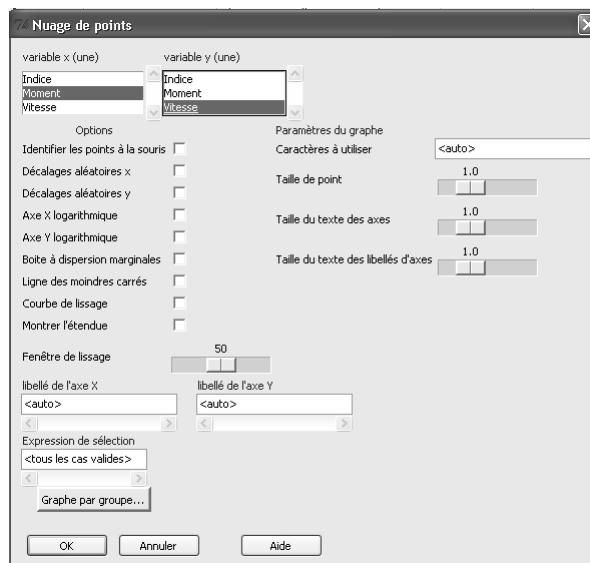 Nuage de points
variable x (une) variable y (une)
Indice Indice
Moment Moment
Vitesse Vitesse
Options Paramètres du graphe
Identifier les points à la souris Caractères à utiliser <auto>
Décalages aléatoires x 1.0
Taille de point
Décalages aléatoires y
Axe X logarithmique 1.0
Taille du texte des axes
Axe Y logarithmique
Boite à dispersion marginales 1.0
Taille du texte des libellés d'axes
Ligne des moindres carrés
Courbe de lissage
Montrer l'étendue
Fenêtre de lissage 50
libellé de l'axe X libellé de l'axe Y
<auto> <auto>
Expression de sélection
<tous les cas valides>
Graphe par groupe...
OK Annuler Aide